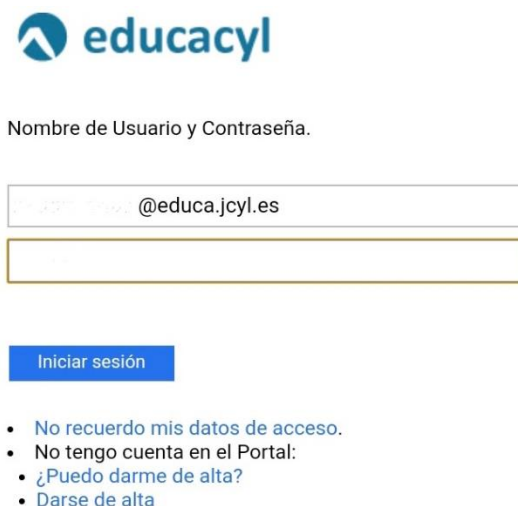 educacyl
Nombre de Usuario y Contraseña.
@educa.jcyl.es
Iniciar sesión
No recuerdo mis datos de acceso.
No tengo cuenta en el Portal:
¿Puedo darme de alta?
Darse de alta